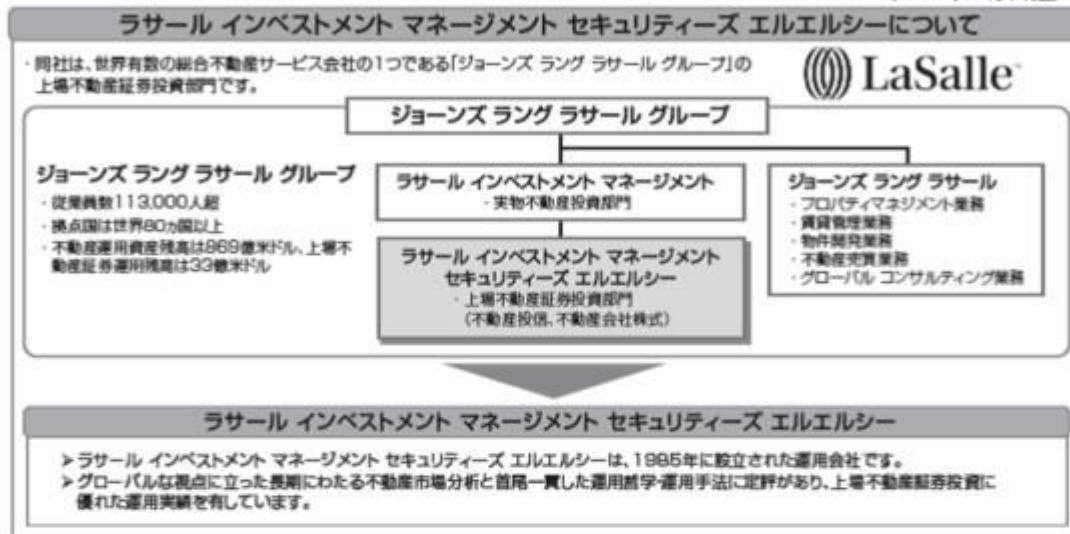 ラサール インベストメント マネージメント セキュリティーズ エルエルシーについて
・同社は、世界有数の総合不動産サービス会社の1つである「ジョーンズ ラング ラサール グループ」の
上場不動産証券投資部門です。
LaSalle™
ジョーンズ ラング ラサール グループ
ジョーンズ ラング ラサール グループ
・従業員数113,000人超
・拠点国は世界80ヵ国以上
・不動産運用資産残高は869億米ドル、上場不
動産証券運用残高は33億米ドル
ラサール インベストメント マネージメント
・実物不動産投資部門
ラサール インベストメント マネージメント
セキュリティーズ エルエルシー
・上場不動産証券投資部門
（不動産投信、不動産会社株式）
ジョーンズ ラング ラサール
・プロパティマネジメント業務
・賃貸管理業務
・物件開発業務
・不動産売買業務
・グローバル コンサルティング業務
ラサール インベストメント マネージメント セキュリティーズ エルエルシー
➤ラサール インベストメント マネージメント セキュリティーズ エルエルシーは、1985年に設立された運用会社です。
➤グローバルな視点に立った長期にわたる不動産市場分析と首尾一貫した運用哲学・運用手法に定評があり、上場不動産証券投資に
優れた運用実績を有しています。